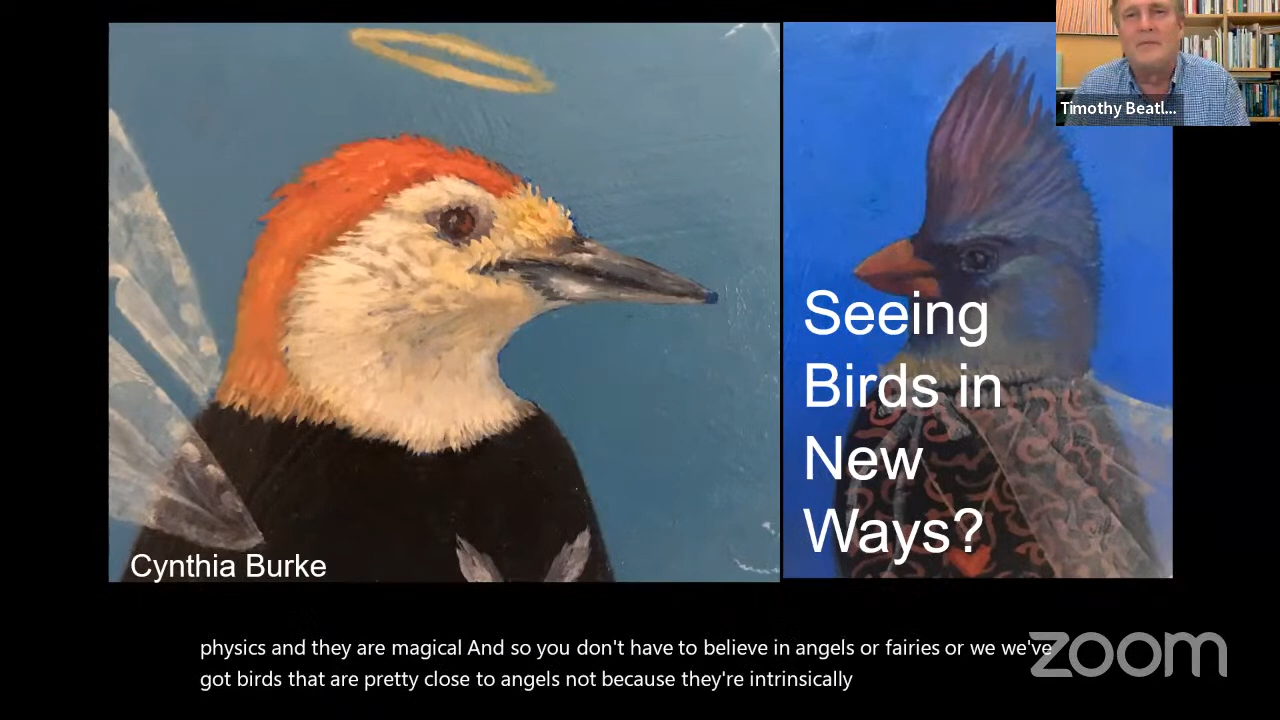 Timothy Beatl...
Seeing
Birds in
New
Ways?
Cynthia Burke
physics and they are magical And so you don't have to believe in angels or fairies or we we've
got birds that are pretty close to angels not because they're intrinsically
zoom